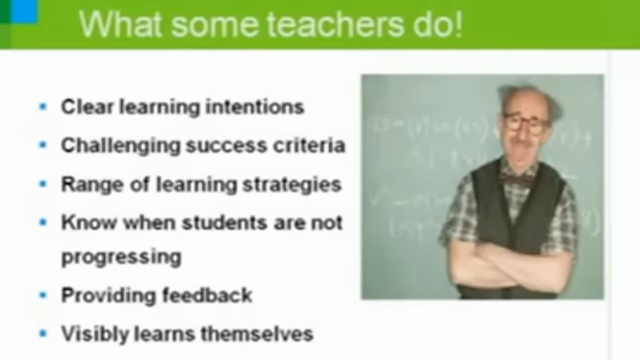 What some teachers do!
Clear learning intentions
Challenging success criteria
Range of learning strategies
Know when students are not
progressing
Providing feedback
Visibly learns themselves